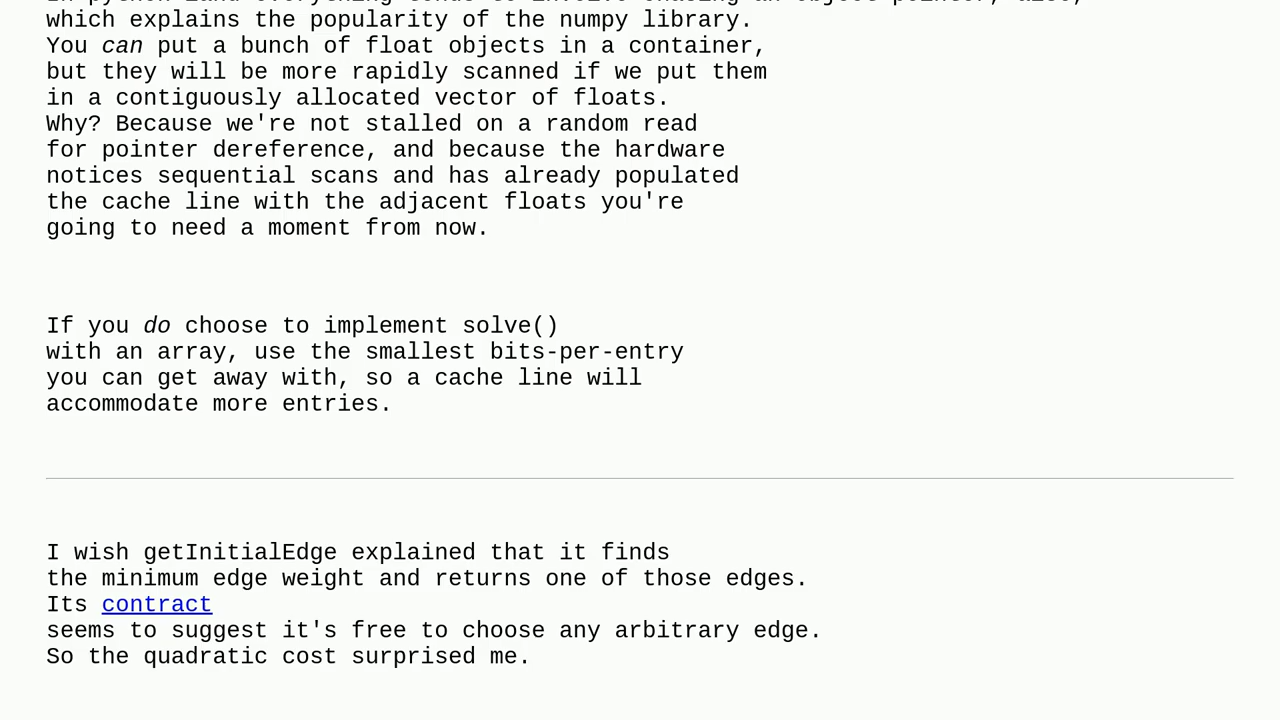 which explains the popularity of the numpy library.
You can put a bunch of float objects in a container,
but they will be more rapidly scanned if we put them
in a contiguously allocated vector of floats.
Why? Because we're not stalled on a random read
for pointer dereference, and because the hardware
notices sequential scans and has already populated
the cache line with the adjacent floats you're
going to need a moment from now.
If you do choose to implement solve()
with an array, use the smallest bits-per-entry
you can get away with, so a cache line will
accommodate more entries.
I wish getInitialEdge explained that it finds
the minimum edge weight and returns one of those edges.
Its contract
seems to suggest it's free to choose any arbitrary edge.
So the quadratic cost surprised me.